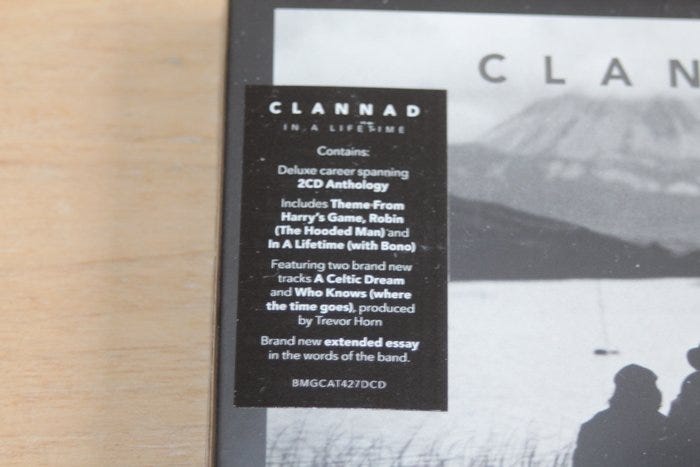 CLAN
CLANNAD
IN A LIFETIME
Contains:
Deluxe career spanning
2CD Anthology
Includes Theme From
Harry's Game, Robin
(The Hooded Man) and
In A Lifetime (with Bono)
Featuring two brand new
tracks A Celtic Dream
and Who Knows (where
the time goes), produced
by Trevor Horn
Brand new extended essay
in the words of the band.
BMGCAT427DCD